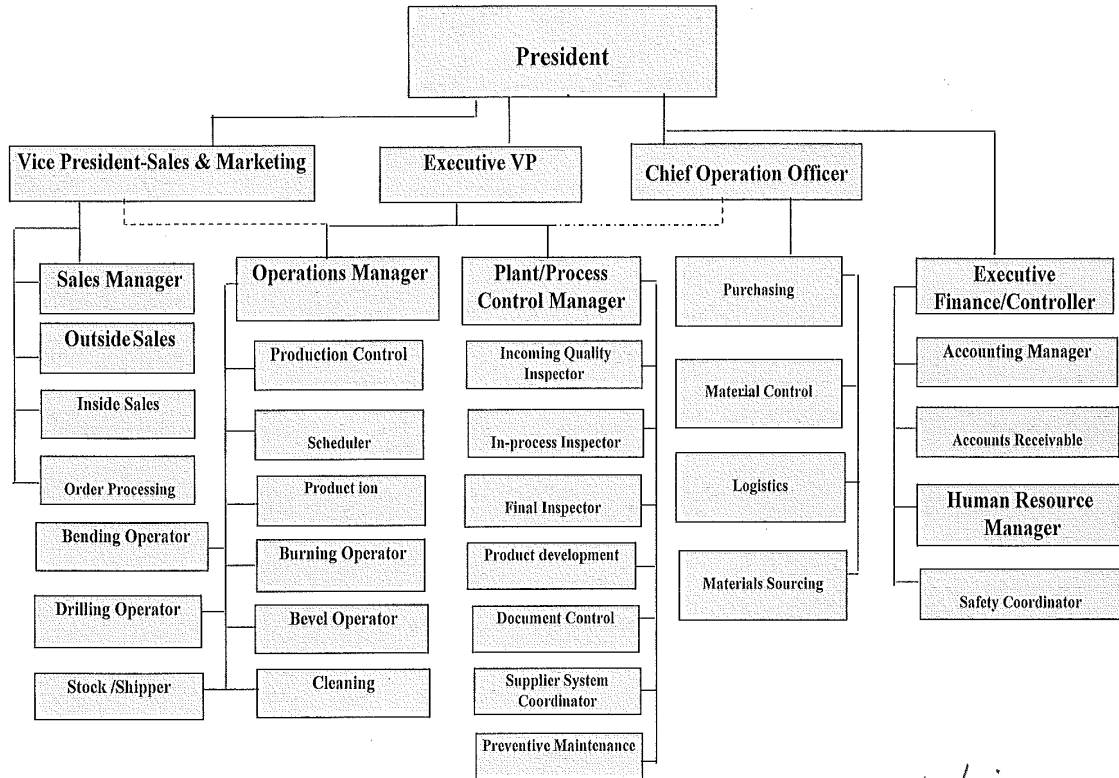 President
Vice President-Sales & Marketing
Executive VP
Chief Operation Officer
Sales Manager
Outside Sales
Inside Sales
Order Processing
Operations Manager
Production Control
Scheduler
Product ion
Burning Operator
Bevel Operator
Cleaning
Bending Operator
Drilling Operator
Stock /Shipper
Plant/Process
Control Manager
Incoming Quality
Inspector
In-process Inspector
Final Inspector
Product development
Document Control
Supplier System
Coordinator
Preventive Maintenance
Purchasing
Material Control
Logistics
Materials Sourcing
Executive
Finance/Controller
Accounting Manager
Accounts Receivable
Human Resource
Manager
Safety Coordinator